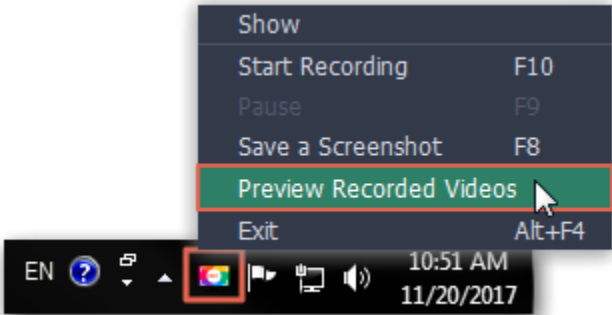 Show
Start Recording F10
Pause F9
Save a Screenshot F8
Preview Recorded Videos
Exit Alt+F4
EN ? 10:51 AM
11/20/2017